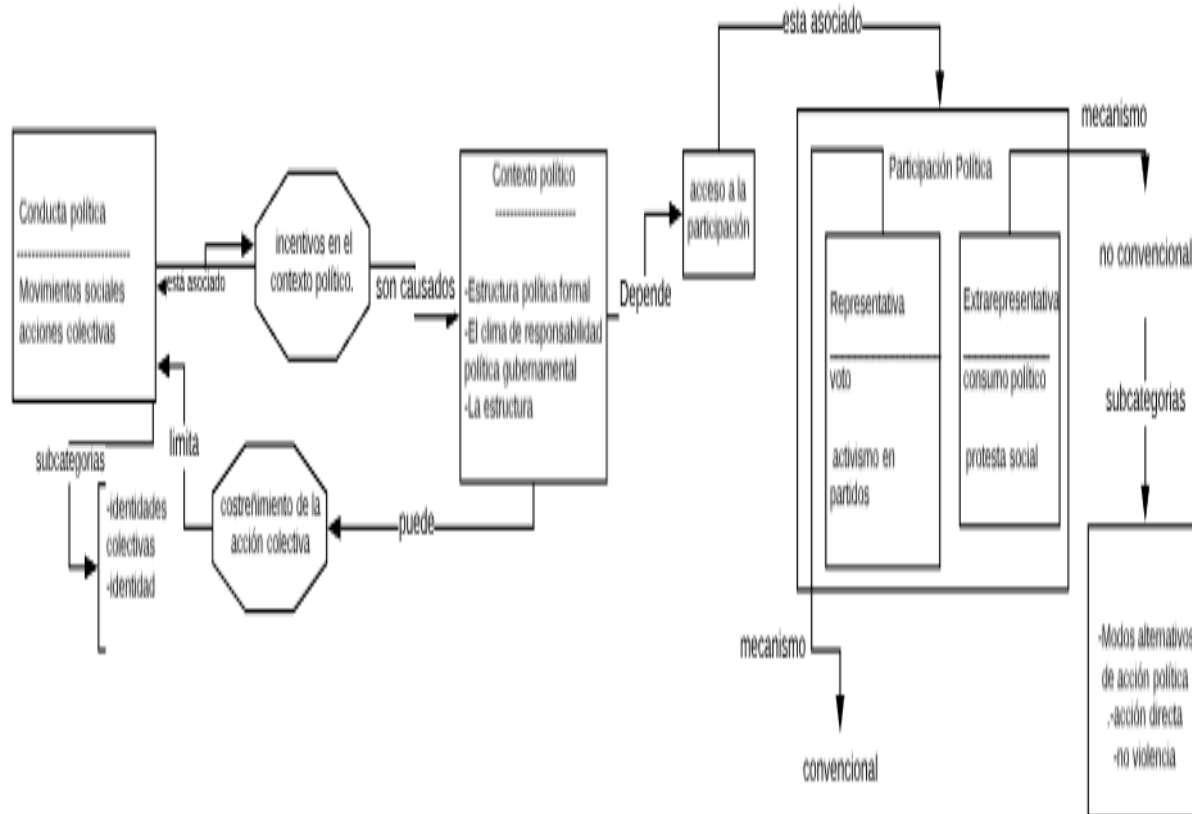 Conducta política
----------------------------
Movimientos sociales
acciones colectivas
subcategorias
-identidades
colectivas
-identidad
está asociado
incentivos en el
contexto político.
limita
costreñimiento de la
acción colectiva
son causados
puede
Contexto político
--------------------
-Estructura política formal
-El clima de responsabilidad
política gubernamental
-La estructura
Depende
acceso a la
participación
esta asociado
Participación Política
Representativa
voto
activismo en
partidos
Extrarepresentativa
consumo político
protesta social
mecanismo
convencional
mecanismo
no convencional
subcategorias
-Modos alternativos
de acción política
.-acción directa
-no violencia